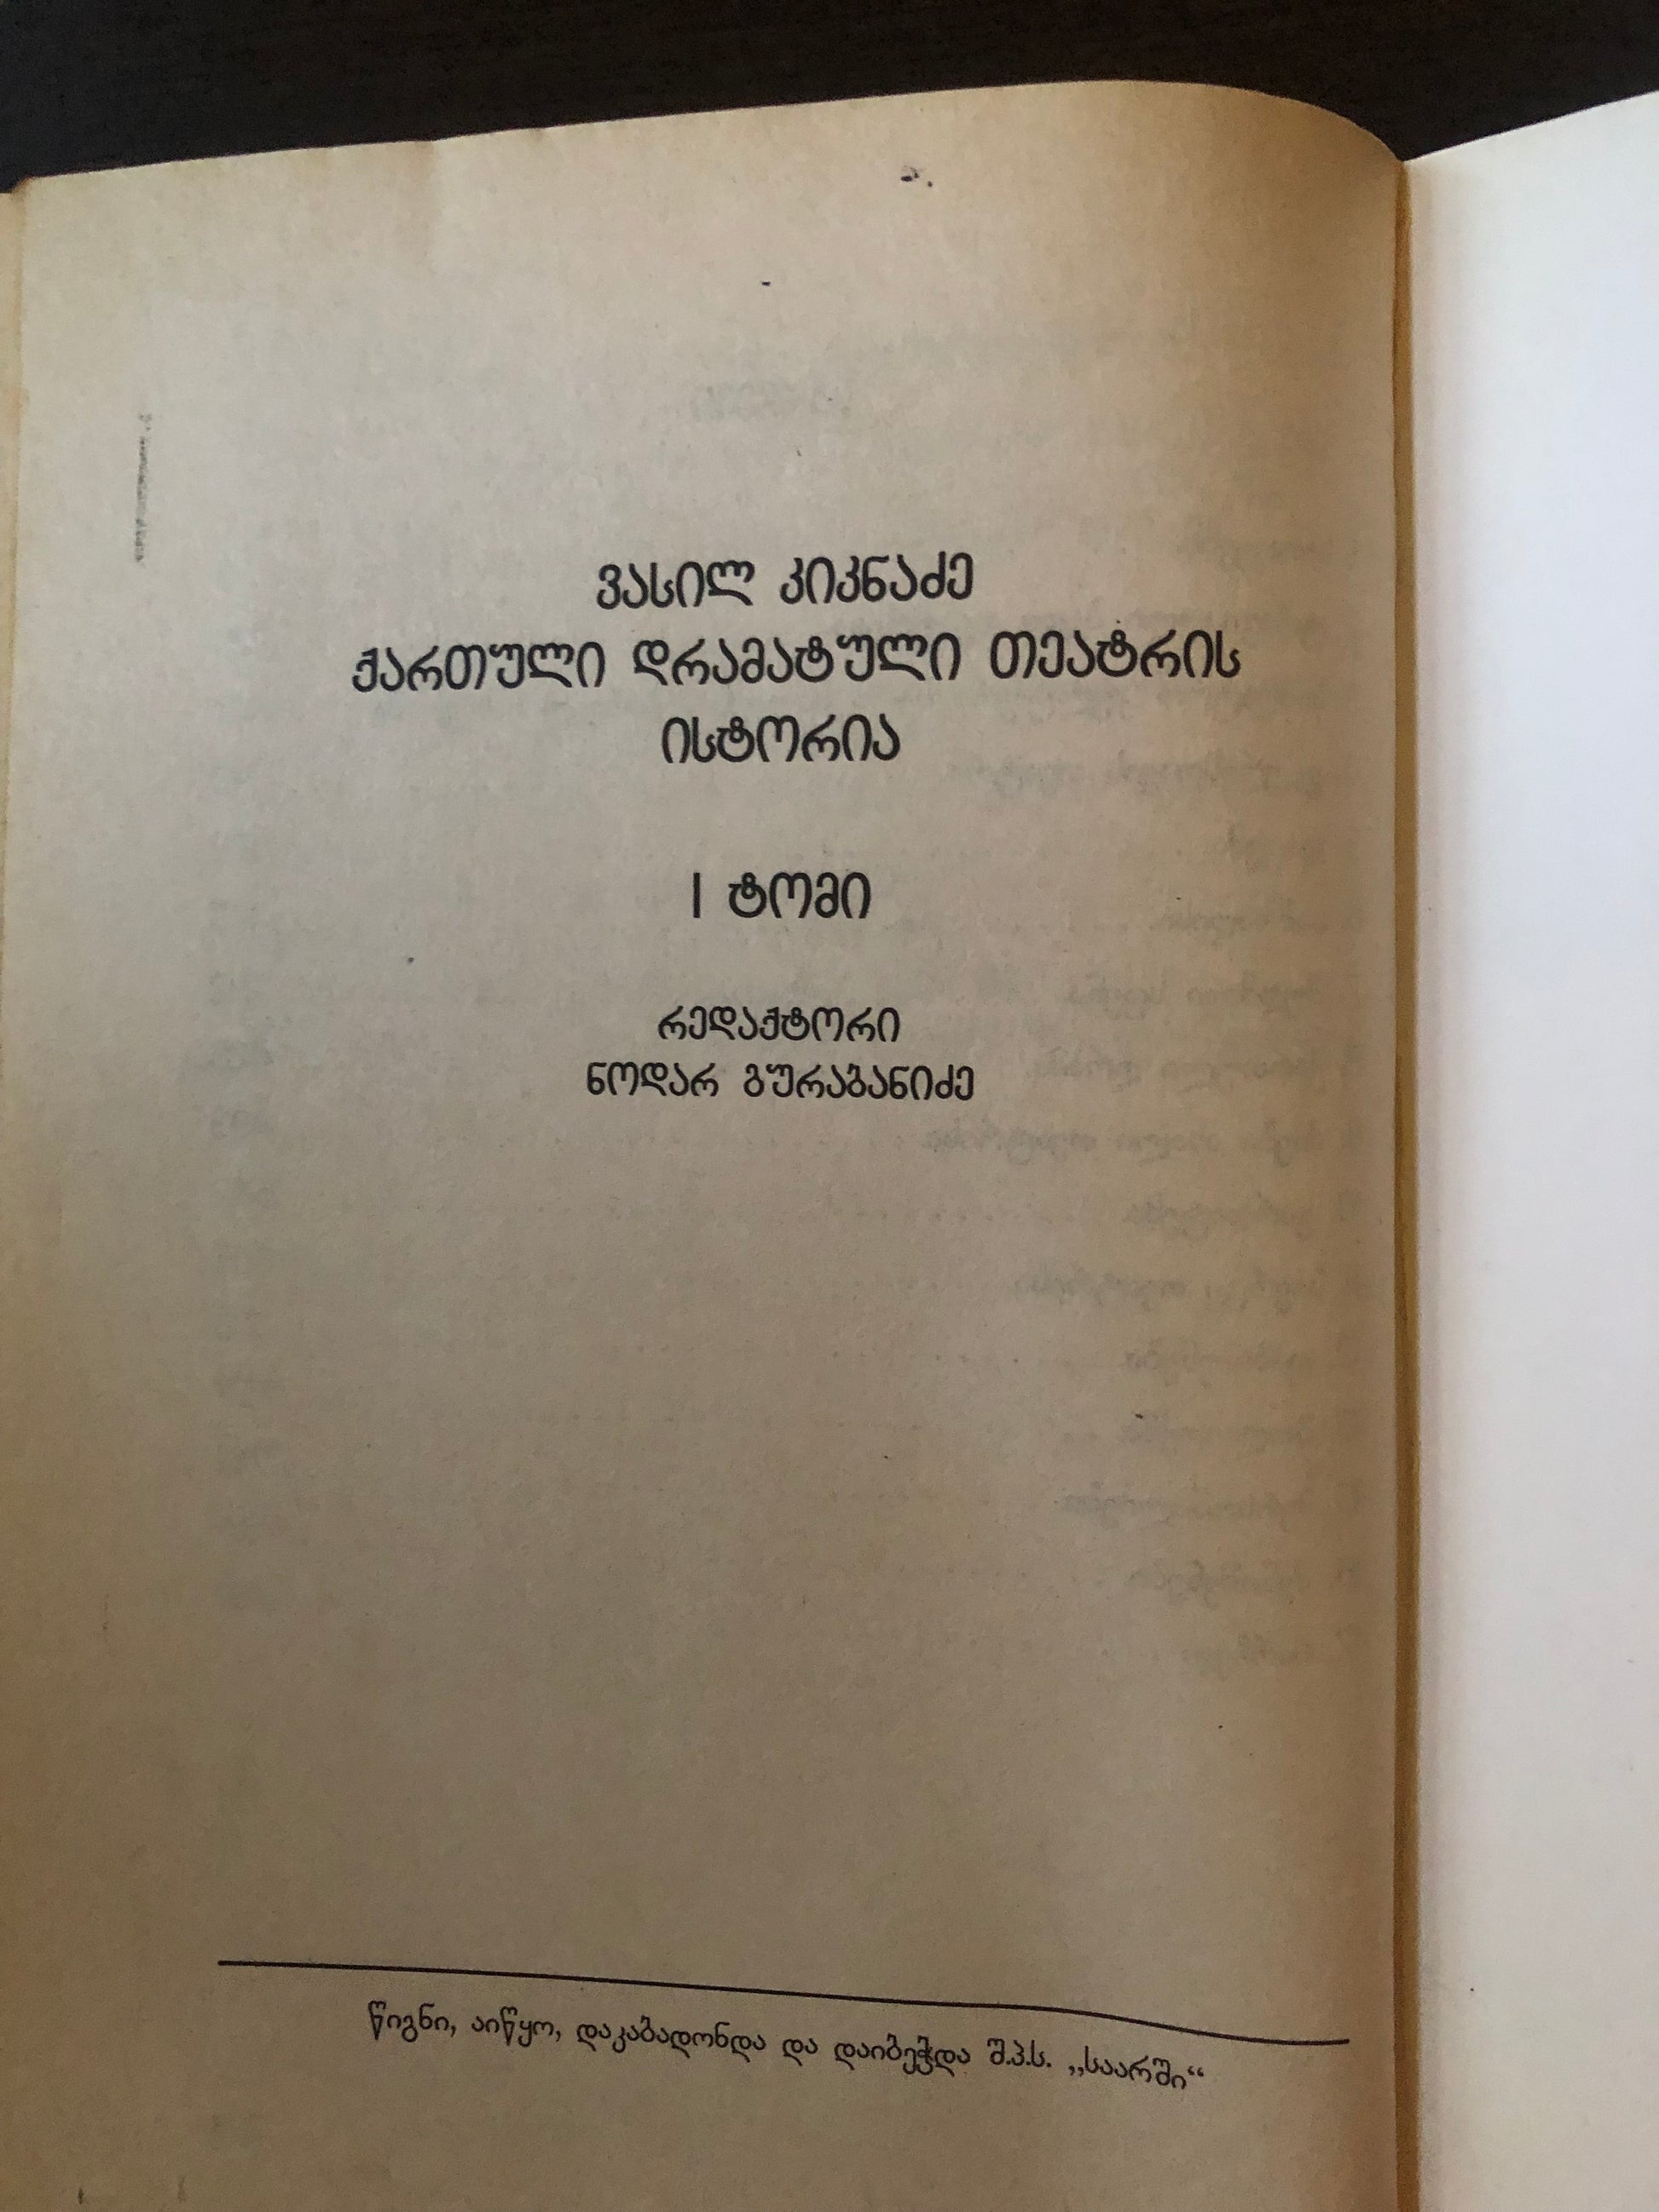 ვასილ კიკნაძე
ქართული დრამატული თეატრის
ისტორია
I ტომი
რედაქტორი
ნოდარ გურაბანიძე
წიგნი, აიწყო, დაკაბადონდა და დაიბეჭდა შ.პ.ს. „საარში“